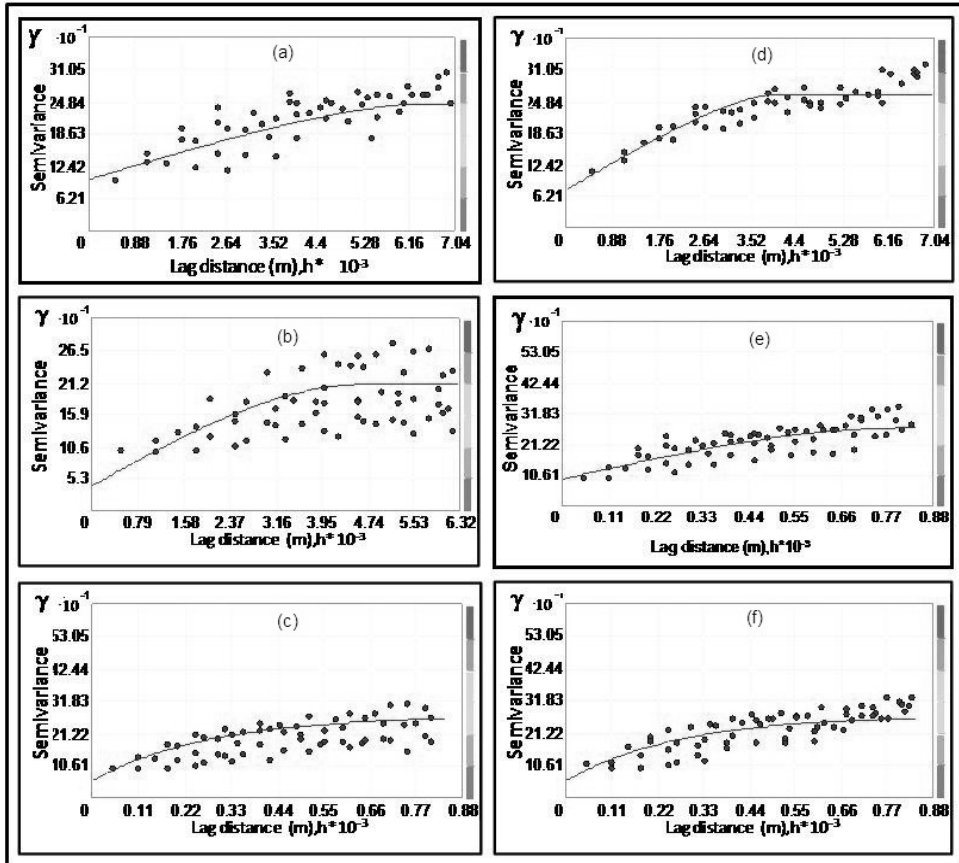 γ ·10⁻¹
(a)
31.05
24.84
18.63
12.42
6.21
Semivariance
0 0.88 1.76 2.64 3.52 4.4 5.28 6.16 7.04
Lag distance (m),h* 10⁻³
γ ·10⁻¹
(d)
31.05
24.84
18.63
12.42
6.21
Semivariance
0 0.88 1.76 2.64 3.52 4.4 5.28 6.16 7.04
Lag distance (m),h*10⁻³
γ ·10⁻¹
(b)
26.5
21.2
15.9
10.6
5.3
Semivariance
0 0.79 1.58 2.37 3.16 3.95 4.74 5.53 6.32
Lag distance (m),h*10⁻³
γ ·10⁻¹
(e)
53.05
42.44
31.83
21.22
10.61
Semivariance
0 0.11 0.22 0.33 0.44 0.55 0.66 0.77 0.88
Lag distance (m),h*10⁻³
γ ·10⁻¹
(c)
53.05
42.44
31.83
21.22
10.61
Semivariance
0 0.11 0.22 0.33 0.44 0.55 0.66 0.77 0.88
Lag distance (m),h*10⁻³
γ ·10⁻¹
(f)
53.05
42.44
31.83
21.22
10.61
Semivariance
0 0.11 0.22 0.33 0.44 0.55 0.66 0.77 0.88
Lag distance (m),h*10⁻³